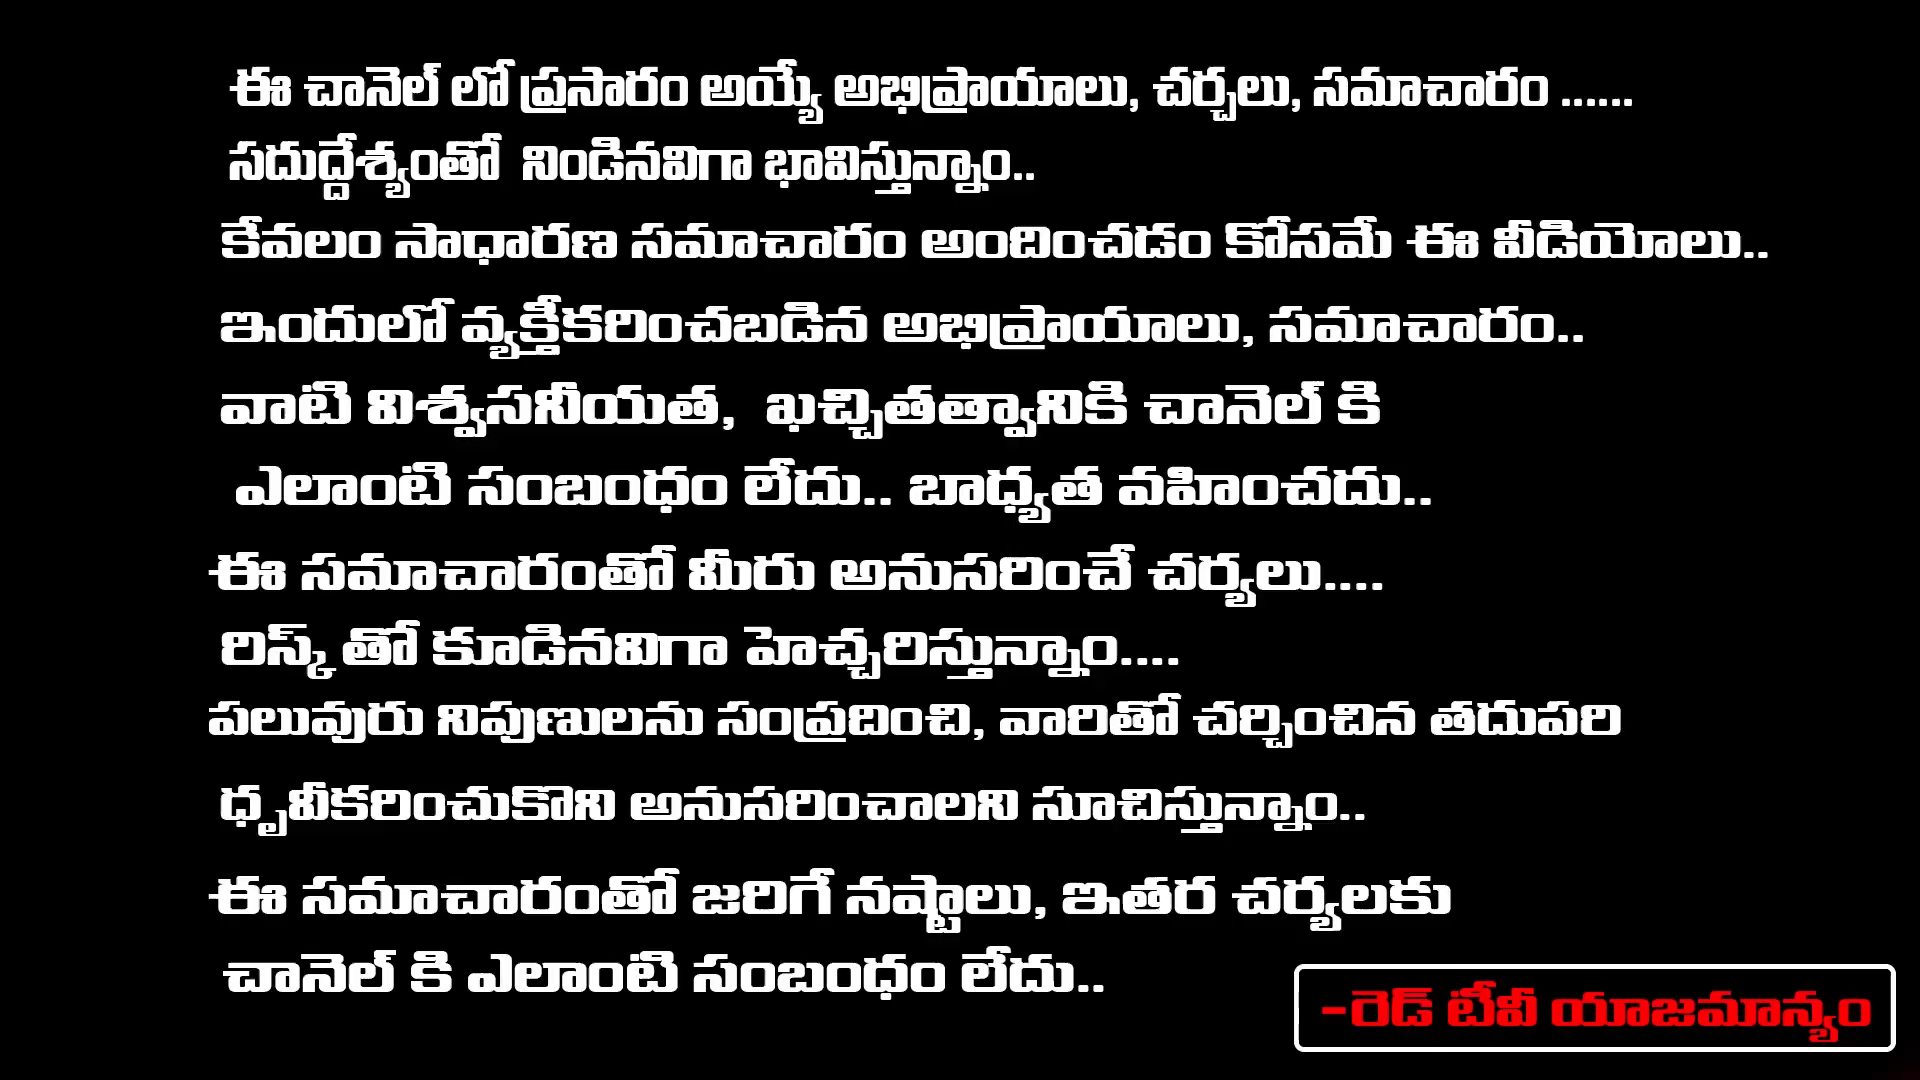 ఈ చానెల్ లో ప్రసారం అయ్యే అభిప్రాయాలు, చర్చలు, సమాచారం ......
సదుద్దేశ్యంతో నిండినవిగా భావిస్తున్నాం..
కేవలం సాధారణ సమాచారం అందించడం కోసమే ఈ వీడియోలు..
ఇందులో వ్యక్తీకరించబడిన అభిప్రాయాలు, సమాచారం..
వాటి విశ్వసనీయత, ఖచ్చితత్వానికి చానెల్ కి
ఎలాంటి సంబంధం లేదు.. బాధ్యత వహించదు..
ఈ సమాచారంతో మీరు అనుసరించే చర్యలు....
రిస్క్ తో కూడినవిగా హెచ్చరిస్తున్నాం....
పలువురు నిపుణులను సంప్రదించి, వారితో చర్చించిన తదుపరి
ధృవీకరించుకొని అనుసరించాలని సూచిస్తున్నాం..
ఈ సమాచారంతో జరిగే నష్టాలు, ఇతర చర్యలకు
చానెల్ కి ఎలాంటి సంబంధం లేదు..
-రెడ్ టీవీ యాజమాన్యం